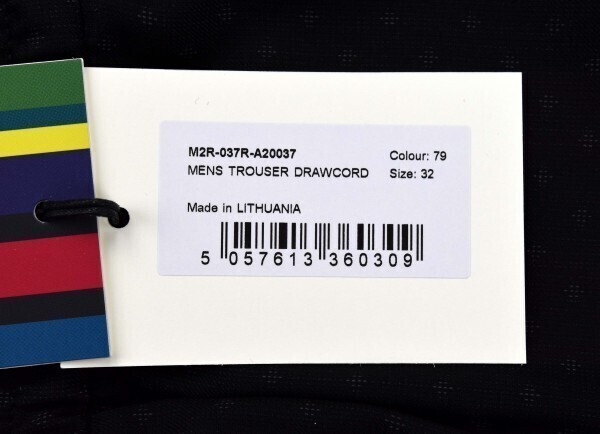 M2R-037R-A20037 Colour: 79
MENS TROUSER DRAWCORD Size: 32
Made in LITHUANIA
5 057613 360309